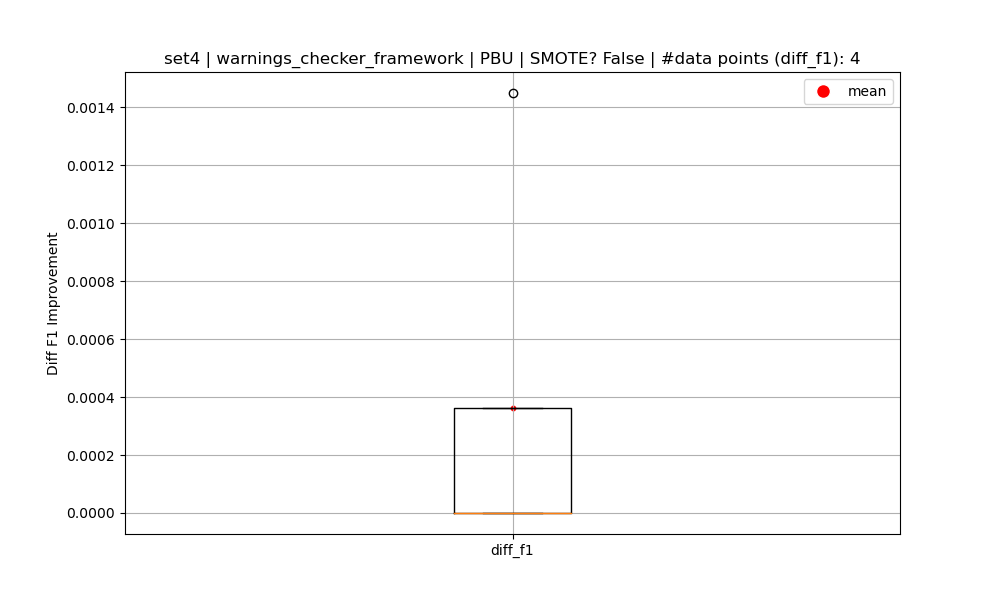 set4 | warnings_checker_framework | PBU | SMOTE? False | #data points (diff_f1): 4
mean
0.0014
0.0012
0.0010
0.0008
0.0006
0.0004
0.0002
0.0000
Diff F1 Improvement
diff_f1